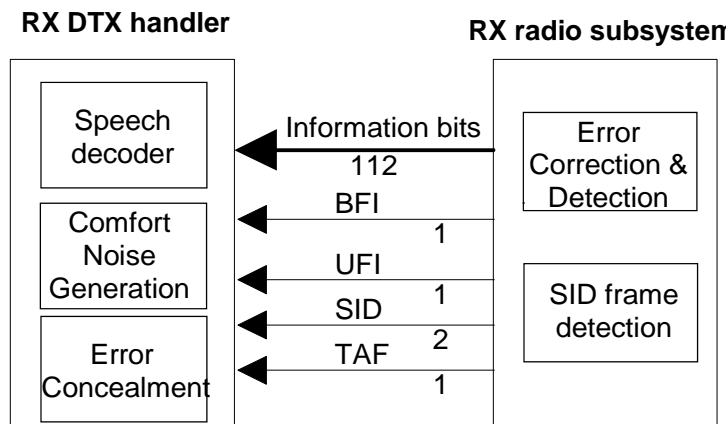 RX DTX handler
RX radio subsystem
Speech
decoder
Information bits
112
Error
Correction &
Detection
BFI
1
Comfort
Noise
Generation
UFI
1
SID
2
SID frame
detection
TAF
1
Error
Concealment